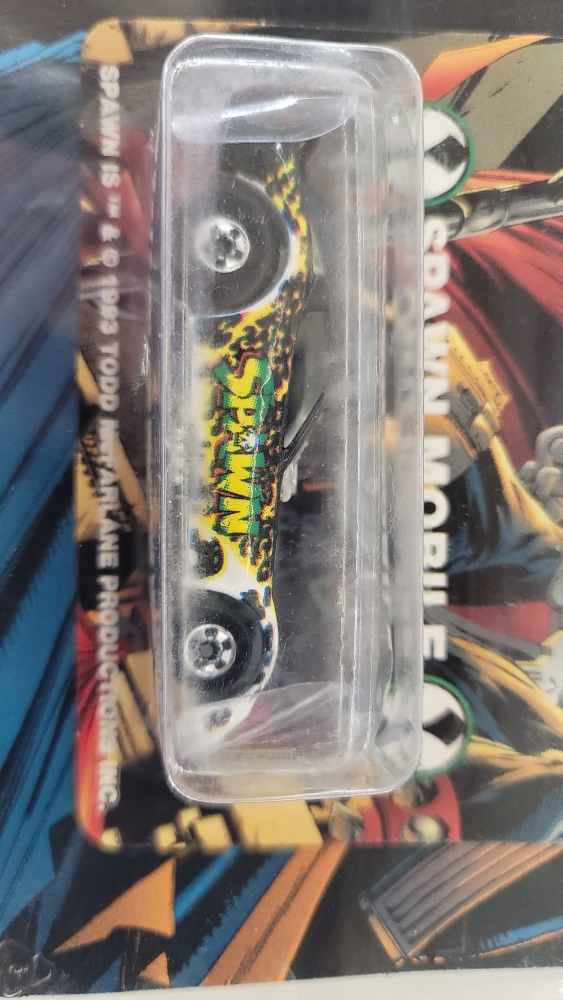 SPAWN MOBILE
SPAWN
SPAWN IS ™ & © 1993 TODD MCFARLANE PRODUCTIONS INC.